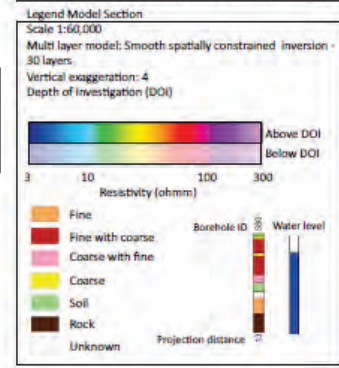 Legend Model Section
Scale 1:60,000
Multi layer model: Smooth spatially constrained inversion -
30 layers
Vertical exaggeration: 4
Depth of Investigation (DOI)
Above DOI
Below DOI
3 10 100 300
Resistivity (ohmm)
Fine
Fine with coarse
Coarse with fine
Coarse
Soil
Rock
Unknown
Borehole ID
Water level
Projection distance